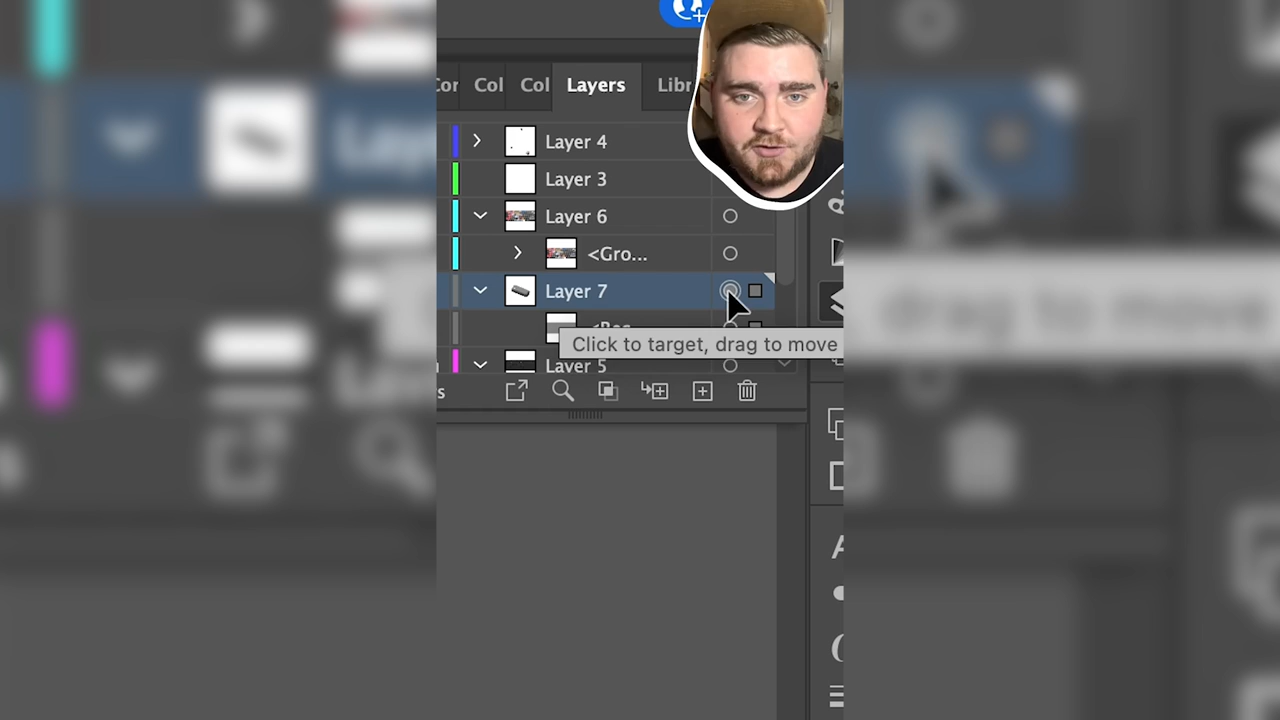 Col
Col
Layers
Libr
Layer 4
Layer 3
Layer 6
<Gro...
Layer 7
Click to target, drag to move
Layer 5